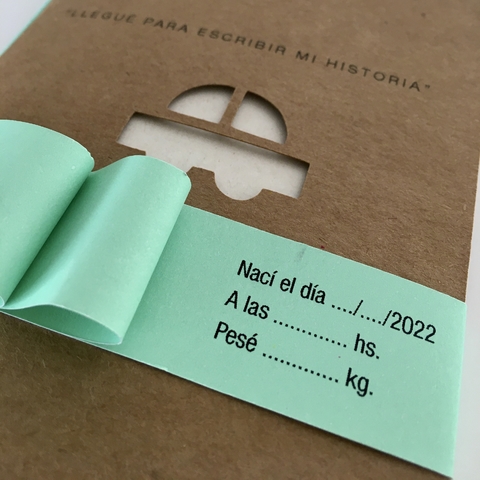 "LLEGUÉ PARA ESCRIBIR MI HISTORIA"
Nací el día ..../..../2022
A las ............ hs.
Pesé ............. kg.